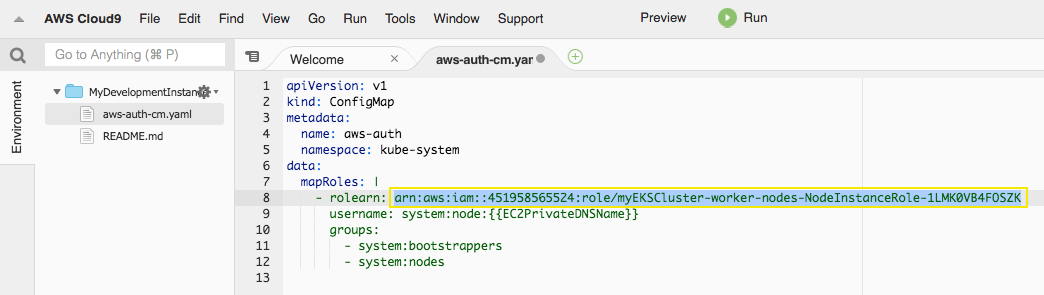 AWS Cloud9 File Edit Find View Go Run Tools Window Support Preview Run
Go to Anything (⌘ P)
Welcome × aws-auth-cm.yam
Environment
MyDevelopmentInstanc
aws-auth-cm.yaml
README.md
1 apiVersion: v1
2 kind: ConfigMap
3 metadata:
4 name: aws-auth
5 namespace: kube-system
6 data:
7 mapRoles: |
8 - rolearn: arn:aws:iam::451958565524:role/myEKSCluster-worker-nodes-NodeInstanceRole-1LMK0VB4FOSZK
9 username: system:node:{{EC2PrivateDNSName}}
10 groups:
11 - system:bootstrappers
12 - system:nodes
13